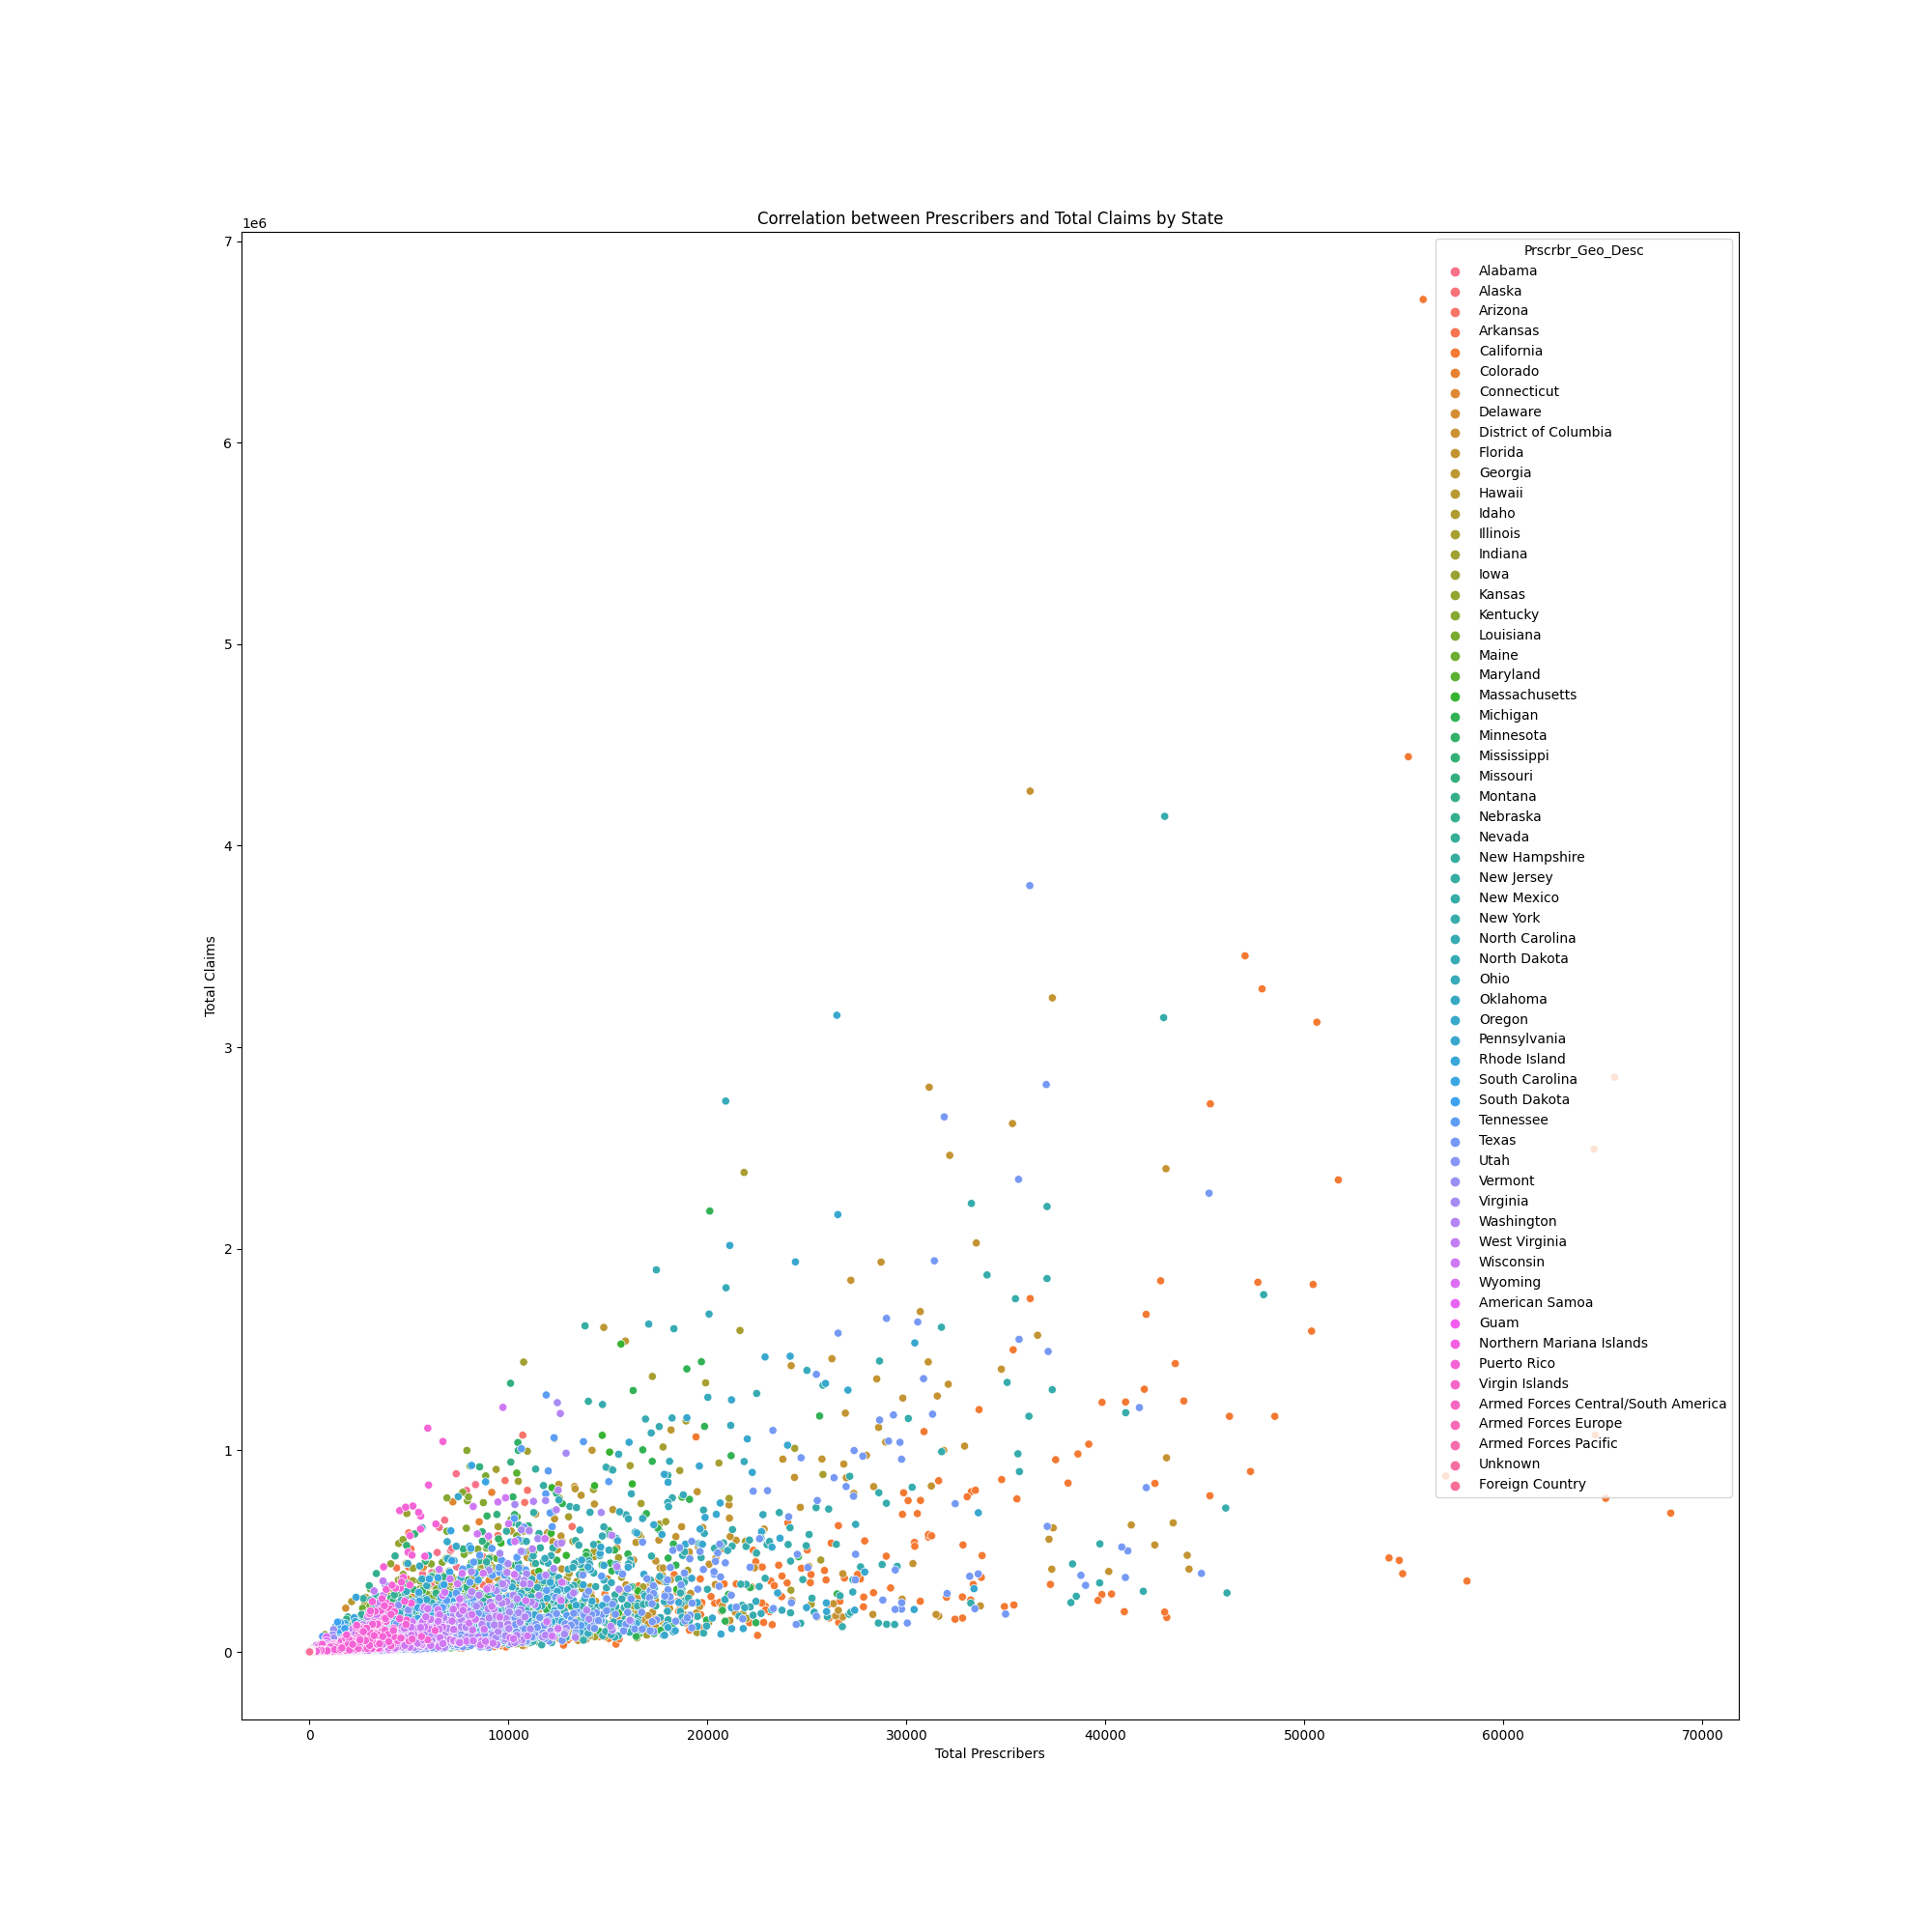 Correlation between Prescribers and Total Claims by State
1e6
7
6
5
4
3
2
1
0
Total Claims
0 10000 20000 30000 40000 50000 60000 70000
Total Prescribers
Prscrbr_Geo_Desc
Alabama
Alaska
Arizona
Arkansas
California
Colorado
Connecticut
Delaware
District of Columbia
Florida
Georgia
Hawaii
Idaho
Illinois
Indiana
Iowa
Kansas
Kentucky
Louisiana
Maine
Maryland
Massachusetts
Michigan
Minnesota
Mississippi
Missouri
Montana
Nebraska
Nevada
New Hampshire
New Jersey
New Mexico
New York
North Carolina
North Dakota
Ohio
Oklahoma
Oregon
Pennsylvania
Rhode Island
South Carolina
South Dakota
Tennessee
Texas
Utah
Vermont
Virginia
Washington
West Virginia
Wisconsin
Wyoming
American Samoa
Guam
Northern Mariana Islands
Puerto Rico
Virgin Islands
Armed Forces Central/South America
Armed Forces Europe
Armed Forces Pacific
Unknown
Foreign Country